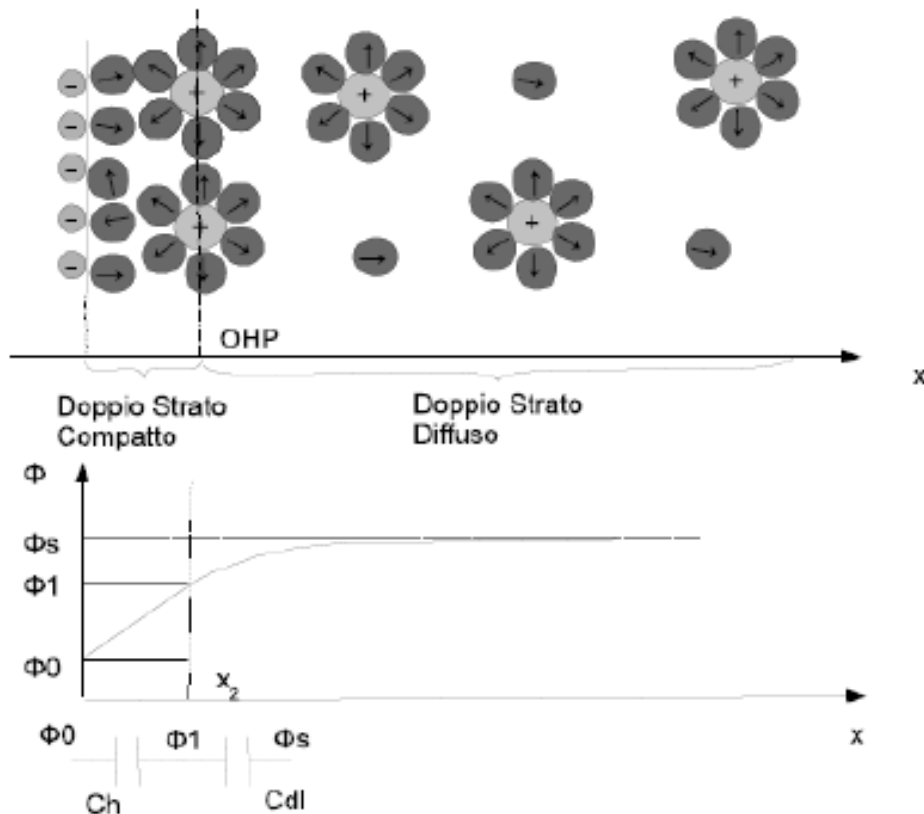 - + + +
-
-
- + +
-
OHP
x
Doppio Strato Doppio Strato
Compatto Diffuso
Φ
Φs
Φ1
Φ0
x2
Φ0 Φ1 Φs x
Ch Cdl